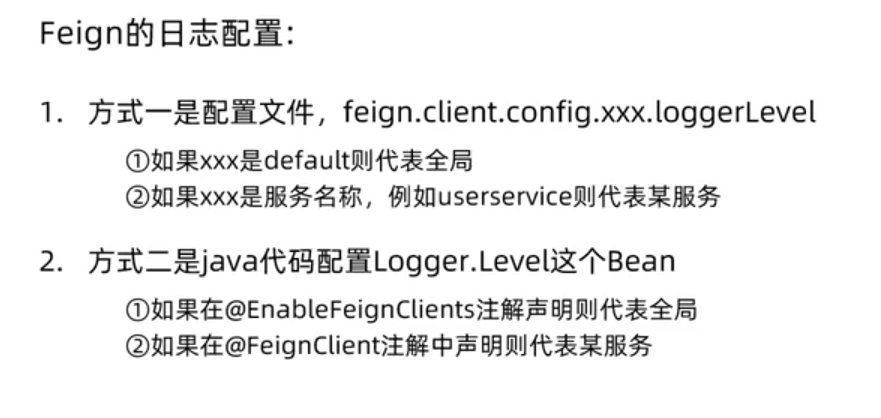 Feign的日志配置:
1. 方式一是配置文件，feign.client.config.xxx.loggerLevel
①如果xxx是default则代表全局
②如果xxx是服务名称，例如userservice则代表某服务
2. 方式二是java代码配置Logger.Level这个Bean
①如果在@EnableFeignClients注解声明则代表全局
②如果在@FeignClient注解中声明则代表某服务